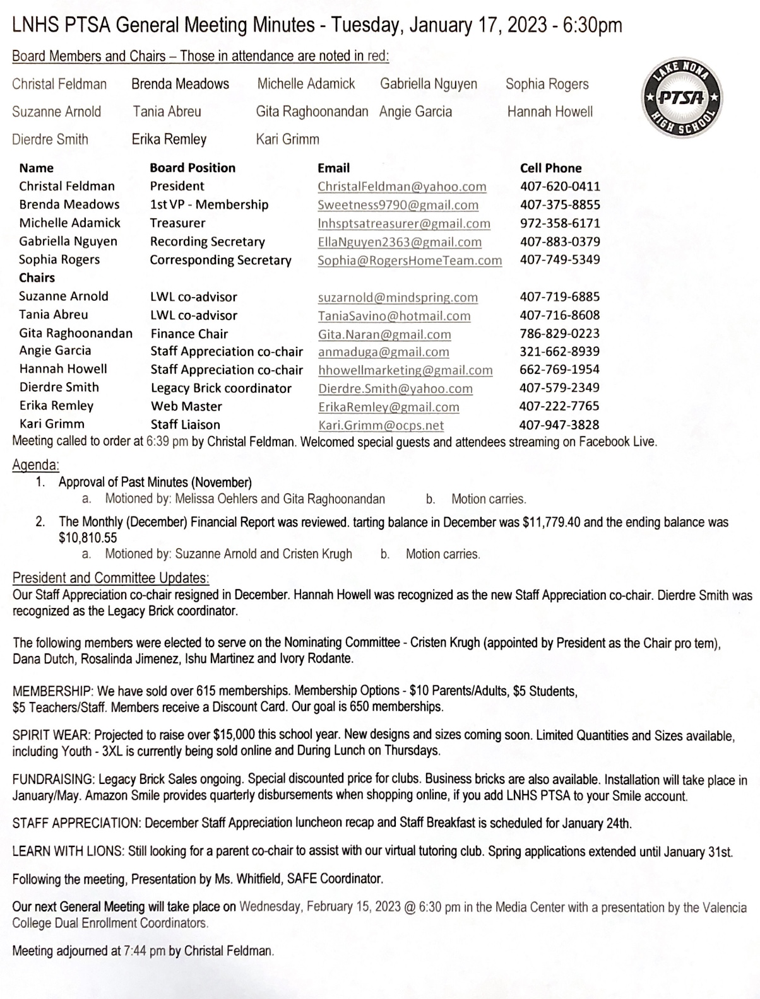 LNHS PTSA General Meeting Minutes - Tuesday, January 17, 2023 - 6:30pm
Board Members and Chairs – Those in attendance are noted in red:
Christal Feldman Brenda Meadows Michelle Adamick Gabriella Nguyen Sophia Rogers
Suzanne Arnold Tania Abreu Gita Raghoonandan Angie Garcia Hannah Howell
Dierdre Smith Erika Remley Kari Grimm
LAKE NONA
PTSA
HIGH SCHOOL
Name Board Position Email Cell Phone
Christal Feldman President ChristalFeldman@yahoo.com 407-620-0411
Brenda Meadows 1st VP - Membership Sweetness9790@gmail.com 407-375-8855
Michelle Adamick Treasurer lnhsptsatreasurer@gmail.com 972-358-6171
Gabriella Nguyen Recording Secretary EllaNguyen2363@gmail.com 407-883-0379
Sophia Rogers Corresponding Secretary Sophia@RogersHomeTeam.com 407-749-5349
Chairs
Suzanne Arnold LWL co-advisor suzarnold@mindspring.com 407-719-6885
Tania Abreu LWL co-advisor TaniaSavino@hotmail.com 407-716-8608
Gita Raghoonandan Finance Chair Gita.Naran@gmail.com 786-829-0223
Angie Garcia Staff Appreciation co-chair anmaduga@gmail.com 321-662-8939
Hannah Howell Staff Appreciation co-chair hhowellmarketing@gmail.com 662-769-1954
Dierdre Smith Legacy Brick coordinator Dierdre.Smith@yahoo.com 407-579-2349
Erika Remley Web Master ErikaRemley@gmail.com 407-222-7765
Kari Grimm Staff Liaison Kari.Grimm@ocps.net 407-947-3828
Meeting called to order at 6:39 pm by Christal Feldman. Welcomed special guests and attendees streaming on Facebook Live.
Agenda:
1. Approval of Past Minutes (November)
a. Motioned by: Melissa Oehlers and Gita Raghoonandan b. Motion carries.
2. The Monthly (December) Financial Report was reviewed. tarting balance in December was $11,779.40 and the ending balance was
$10,810.55
a. Motioned by: Suzanne Arnold and Cristen Krugh b. Motion carries.
President and Committee Updates:
Our Staff Appreciation co-chair resigned in December. Hannah Howell was recognized as the new Staff Appreciation co-chair. Dierdre Smith was
recognized as the Legacy Brick coordinator.
The following members were elected to serve on the Nominating Committee - Cristen Krugh (appointed by President as the Chair pro tem),
Dana Dutch, Rosalinda Jimenez, Ishu Martinez and Ivory Rodante.
MEMBERSHIP: We have sold over 615 memberships. Membership Options - $10 Parents/Adults, $5 Students,
$5 Teachers/Staff. Members receive a Discount Card. Our goal is 650 memberships.
SPIRIT WEAR: Projected to raise over $15,000 this school year. New designs and sizes coming soon. Limited Quantities and Sizes available,
including Youth - 3XL is currently being sold online and During Lunch on Thursdays.
FUNDRAISING: Legacy Brick Sales ongoing. Special discounted price for clubs. Business bricks are also available. Installation will take place in
January/May. Amazon Smile provides quarterly disbursements when shopping online, if you add LNHS PTSA to your Smile account.
STAFF APPRECIATION: December Staff Appreciation luncheon recap and Staff Breakfast is scheduled for January 24th.
LEARN WITH LIONS: Still looking for a parent co-chair to assist with our virtual tutoring club. Spring applications extended until January 31st.
Following the meeting, Presentation by Ms. Whitfield, SAFE Coordinator.
Our next General Meeting will take place on Wednesday, February 15, 2023 @ 6:30 pm in the Media Center with a presentation by the Valencia
College Dual Enrollment Coordinators.
Meeting adjourned at 7:44 pm by Christal Feldman.